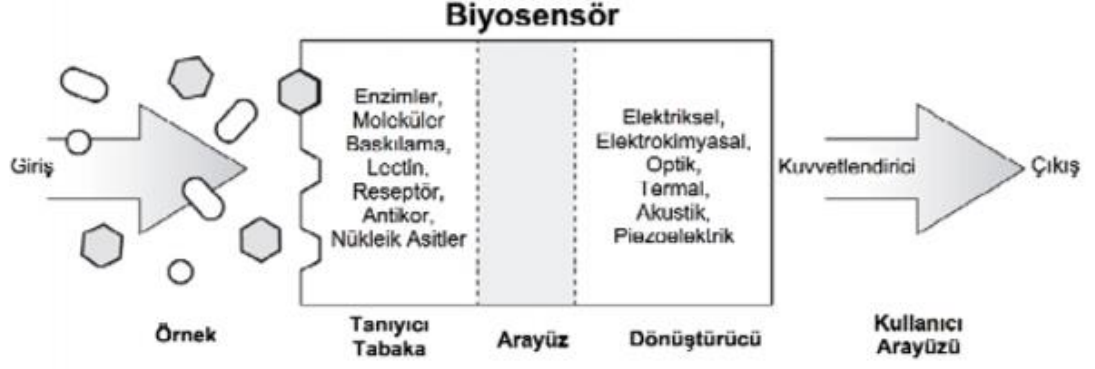 Biyosensör
Giriş
Enzimler,
Moleküler
Baskılama,
Lectin,
Reseptör,
Antikor,
Nükleik Asitler
Elektriksel,
Elektrokimyasal,
Optik,
Termal,
Akustik,
Piezoelektrik
Kuvvetlendirici
Çıkış
Örnek
Tanıyıcı
Tabaka
Arayüz
Dönüştürücü
Kullanıcı
Arayüzü